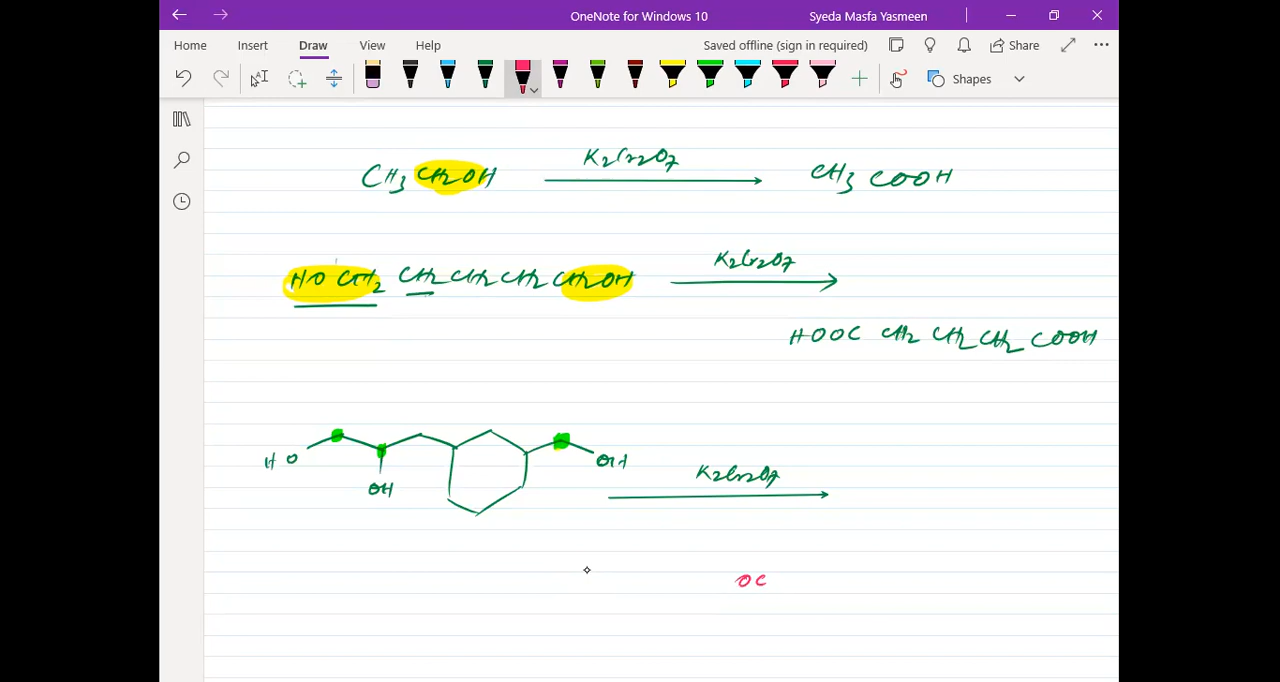 OneNote for Windows 10 Syeda Masfa Yasmeen
Home Insert Draw View Help Saved offline (sign in required) Share
Shapes
CH3 CH2OH K2Cr2O7 CH3 COOH
HO CH2 CH2 CH2 CH2 CH2OH K2Cr2O7
HOOC CH2 CH2 CH2 COOH
H O OH OH K2Cr2O7
OC